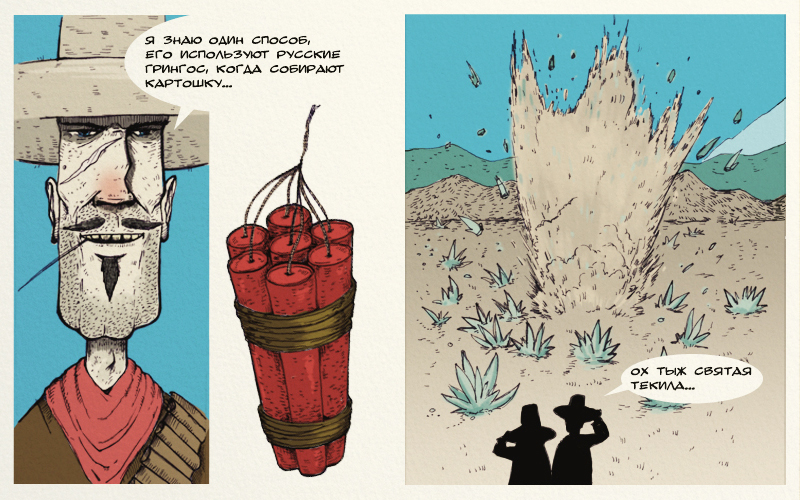 Я ЗНАЮ ОДИН СПОСОБ,
ЕГО ИСПОЛЬЗУЮТ РУССКИЕ
ГРИНГОС, КОГДА СОБИРАЮТ
КАРТОШКУ...
ОХ ТЫЖ СВЯТАЯ
ТЕКИЛА...